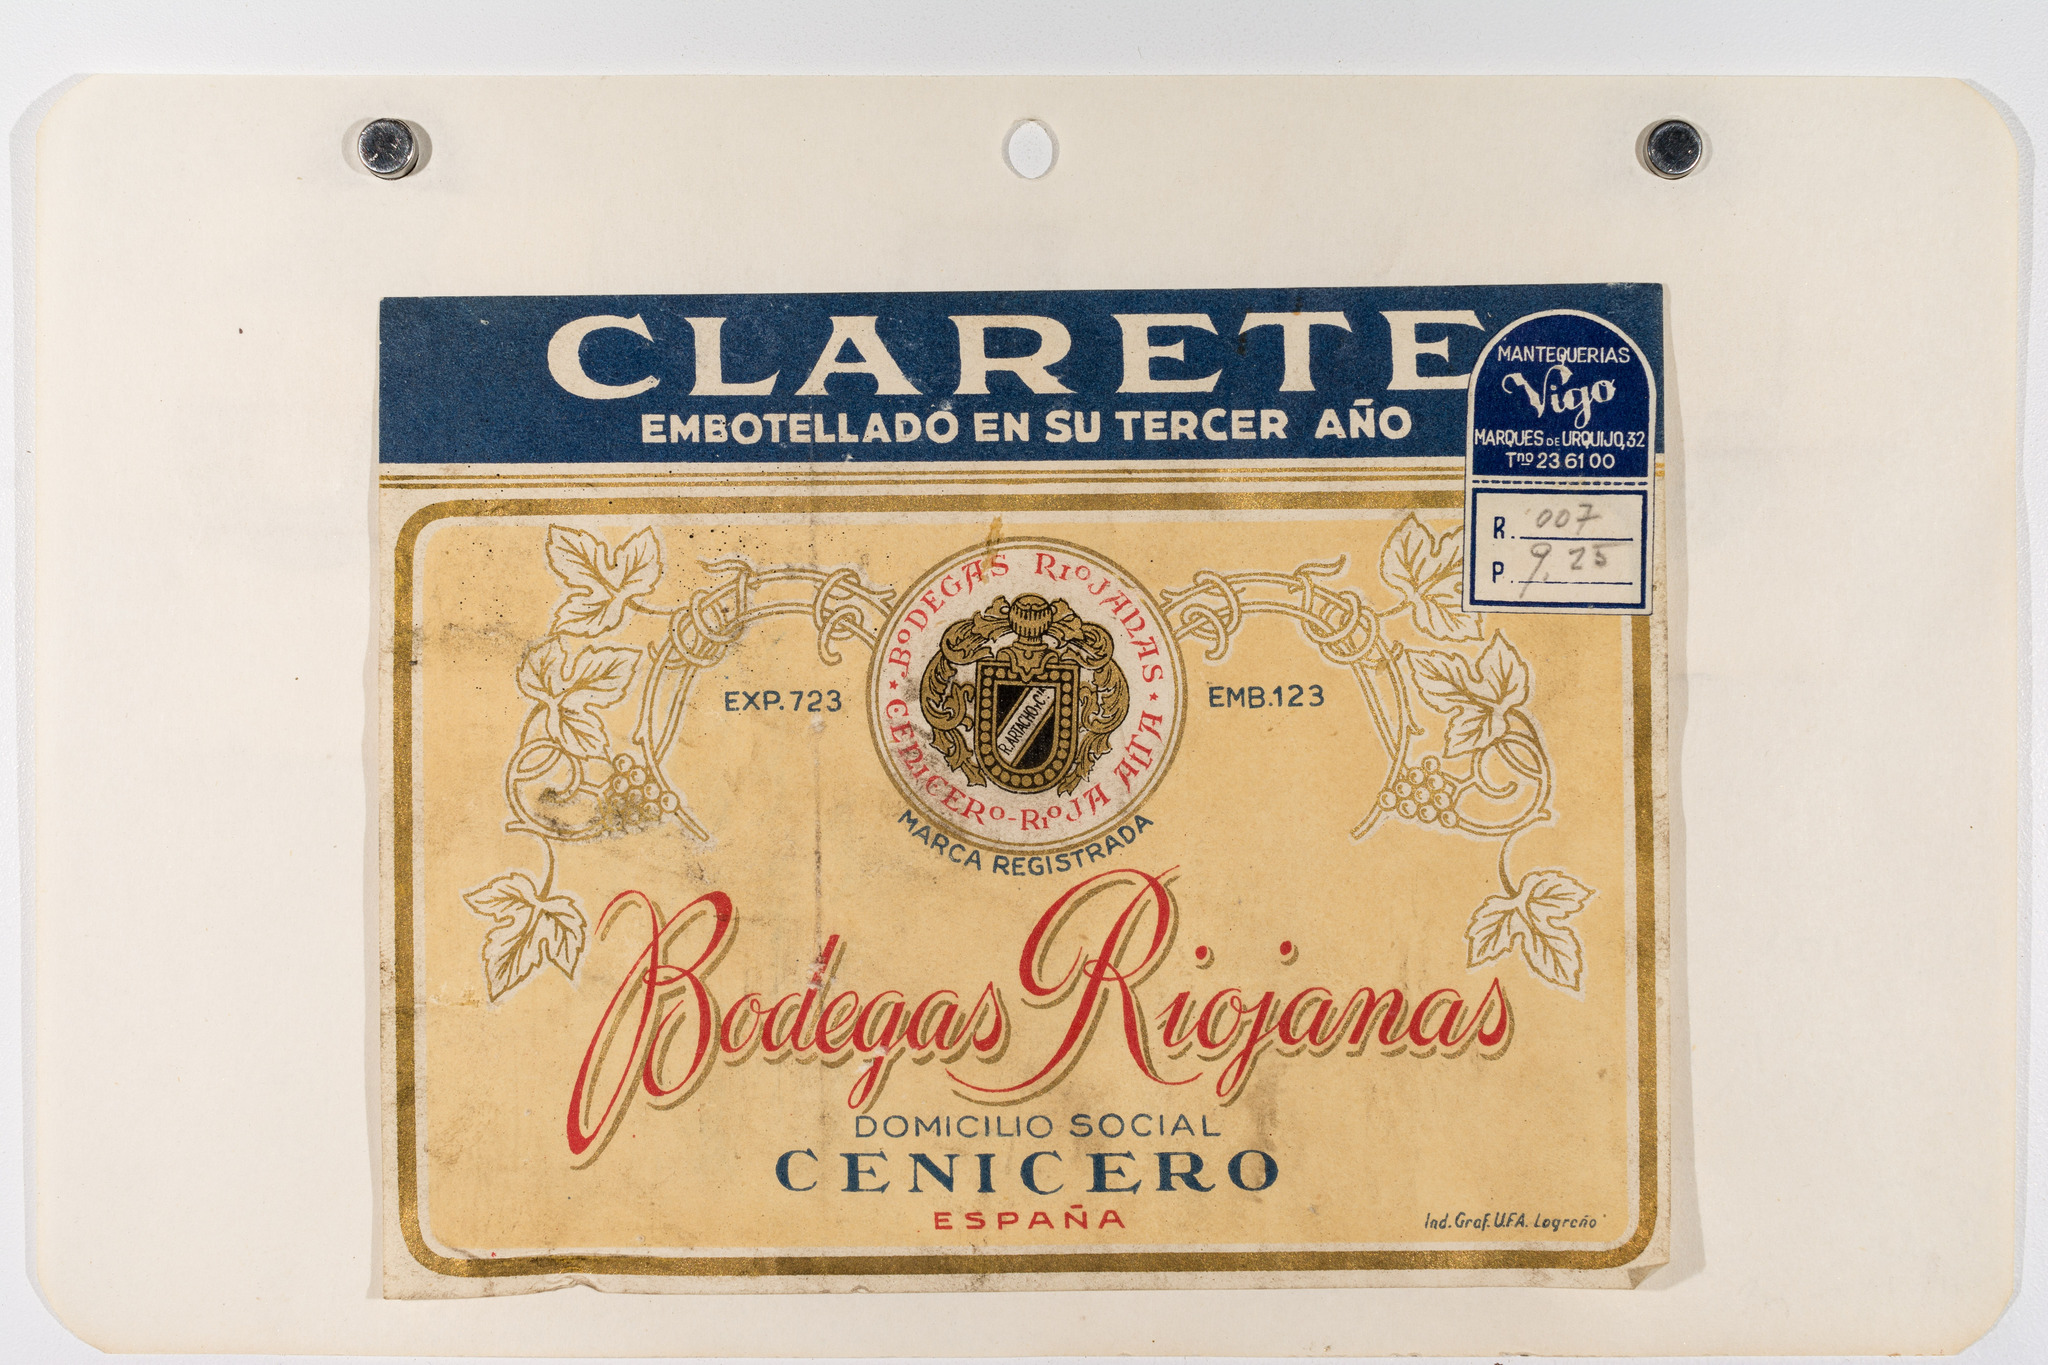 CLARETE
EMBOTELLADO EN SU TERCER AÑO
MANTEQUERIAS
Vigo
MARQUES DE URQUIJO, 32
Tno 23 61 00
R. 007
P. 9,25
BODEGAS RIOJANAS
CENICERO-RIOJA ALTA
R. ARTACHO Y Cª
EXP. 723
EMB. 123
MARCA REGISTRADA
Bodegas Riojanas
DOMICILIO SOCIAL
CENICERO
ESPAÑA
Ind. Graf. U.F.A. Logroño